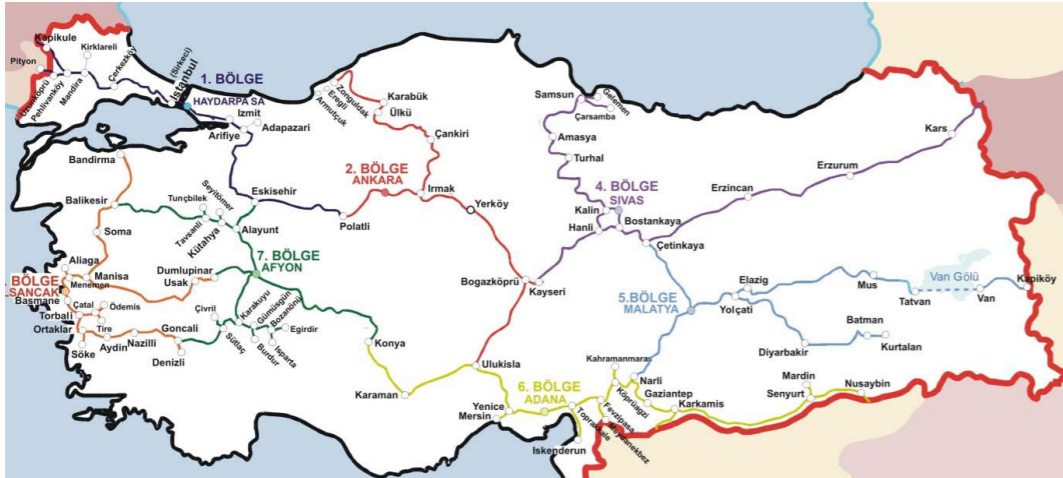 Kapikule
Kirklareli
Pityon
Uzunköprü
Pehlivanköy
Mandira
Çerkezköy
Istanbul
(Sirkeci)
1. BÖLGE
HAYDARPA SA
Izmit
Arifiye
Adapazari
Zonguldak
Eregli
Armutçuk
Karabük
Ülkü
Çankiri
Samsun
Gelemen
Çarsamba
Amasya
Turhal
Kars
Erzurum
Erzincan
Bandirma
Balikesir
Tunçbilek
Seyitömer
Tavsanli
Kütahya
Alayunt
Eskisehir
Polatli
2. BÖLGE
ANKARA
Irmak
Yerköy
4. BÖLGE
SIVAS
Kalin
Bostankaya
Hanli
Çetinkaya
Soma
7. BÖLGE
AFYON
Aliaga
Manisa
Menemen
Dumlupinar
Usak
BÖLGE
SANCAK
Basmane
Çatal
Ödemis
Torbali
Tire
Ortaklar
Söke
Aydin
Nazilli
Goncali
Denizli
Çivril
Sütlaç
Karakuyu
Gümüsgün
Bozanönü
Egirdir
Burdur
Isparta
Konya
Karaman
Bogazköprü
Kayseri
Ulukisla
5.BÖLGE
MALATYA
Elazig
Yolçati
Mus
Tatvan
Van Gölü
Van
Kapiköy
Batman
Kurtalan
Diyarbakir
6. BÖLGE
ADANA
Yenice
Mersin
Toprakkale
Iskenderun
Fevzipasa
Meydanekbez
Kahramanmaras
Köprüagzi
Narli
Gaziantep
Karkamis
Mardin
Senyurt
Nusaybin